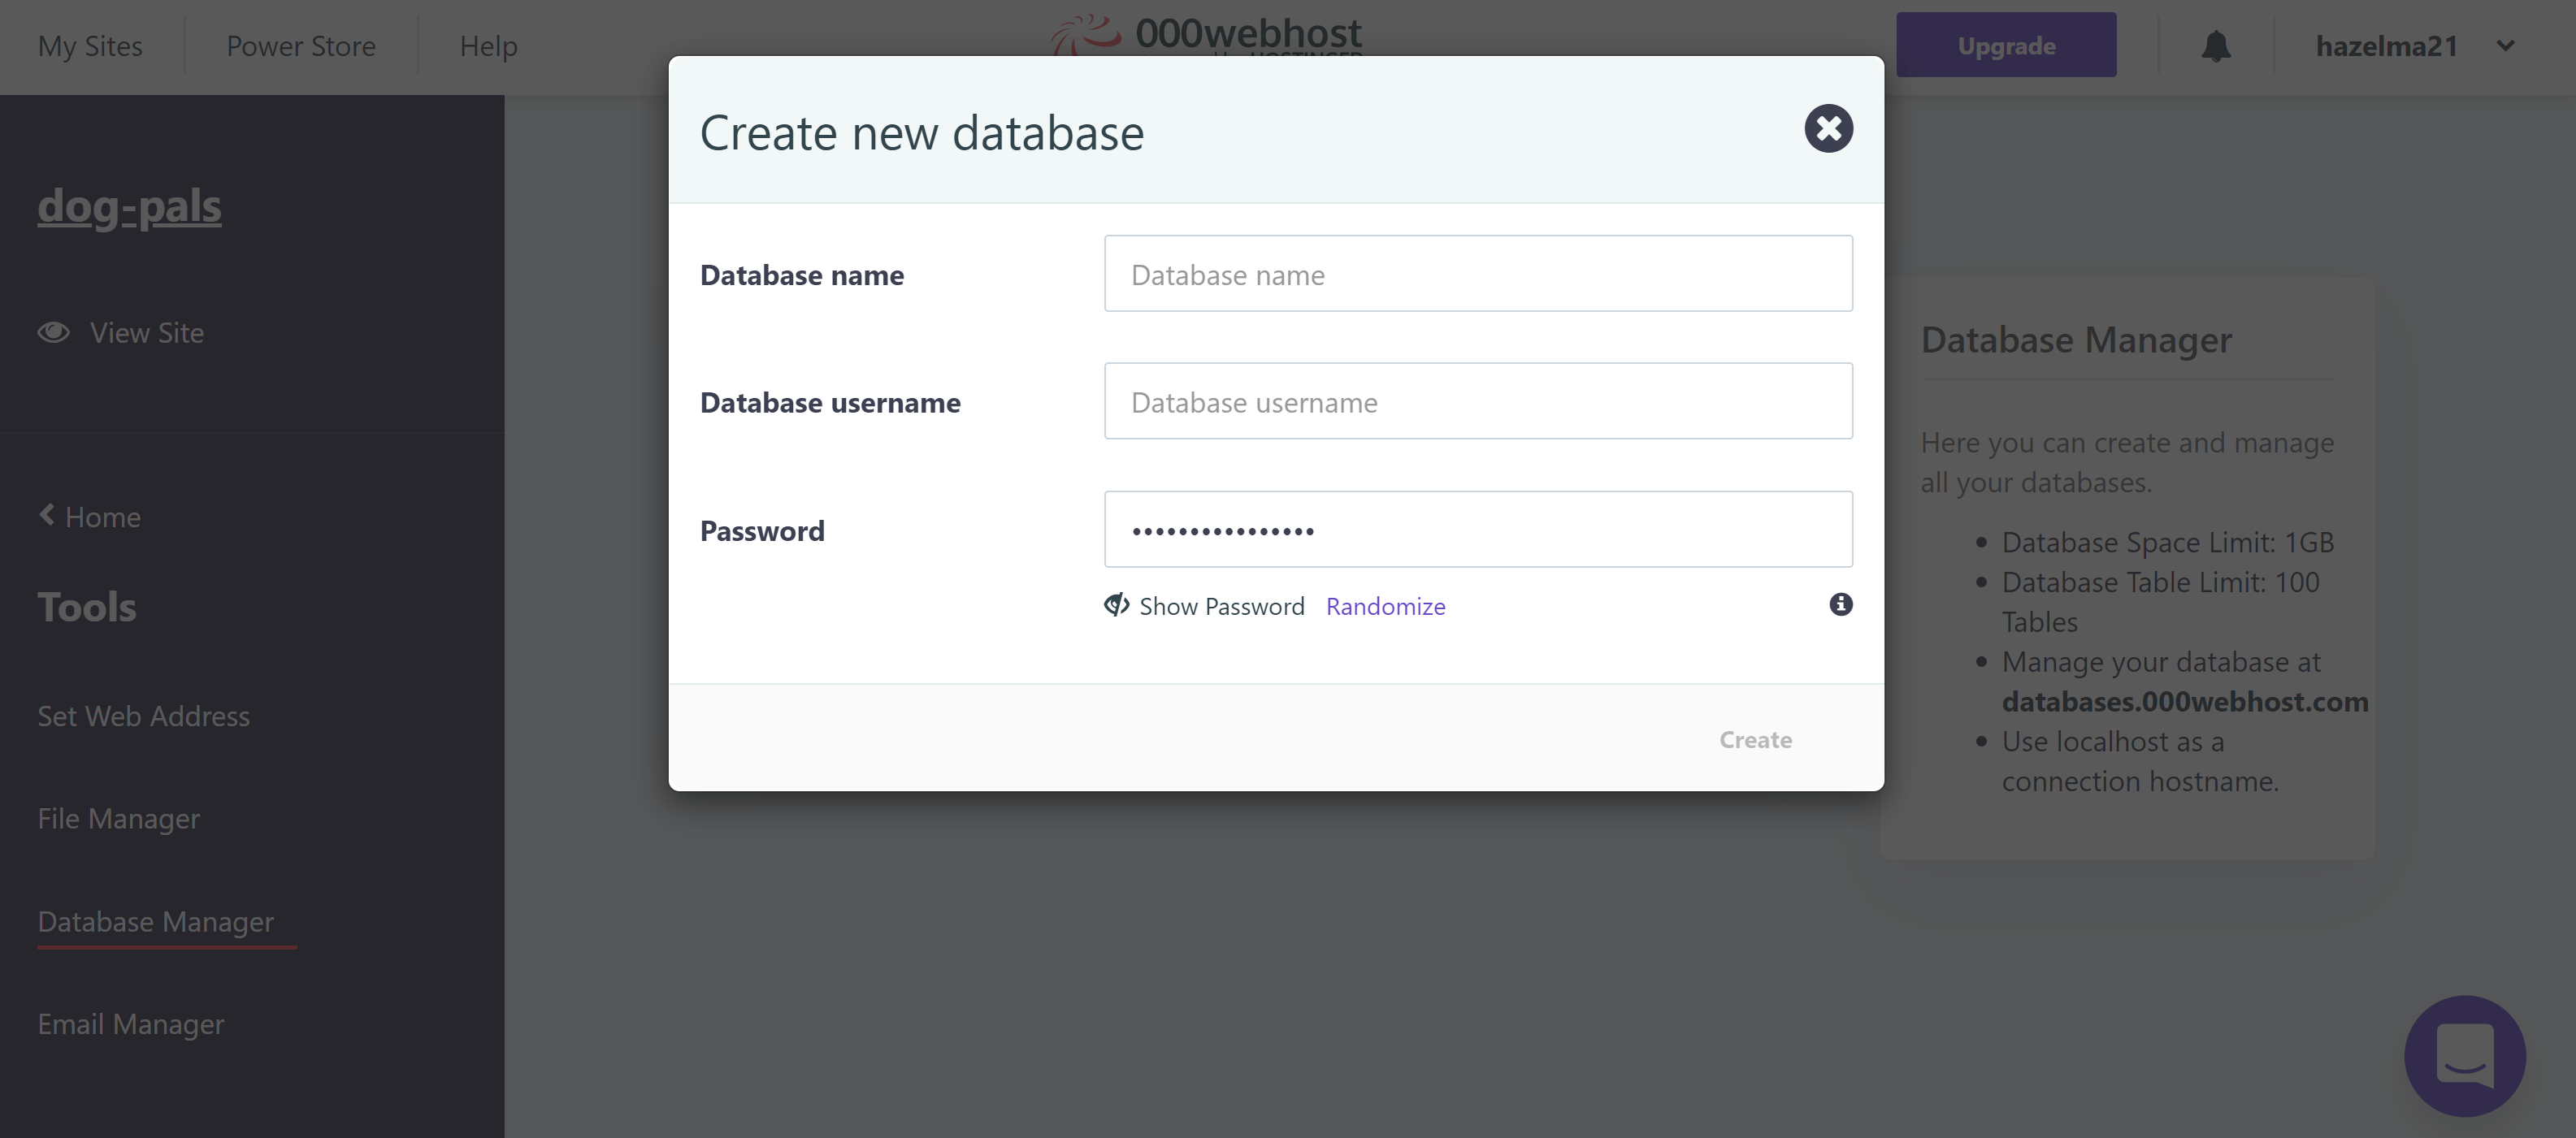 My Sites
Power Store
Help
000webhost
Upgrade
hazelma21
dog-pals
View Site
Home
Tools
Set Web Address
File Manager
Database Manager
Email Manager
Create new database
Database name
Database name
Database username
Database username
Password
••••••••••••••••
Show Password
Randomize
Create
Database Manager
Here you can create and manage
all your databases.
Database Space Limit: 1GB
Database Table Limit: 100
Tables
Manage your database at
databases.000webhost.com
Use localhost as a
connection hostname.